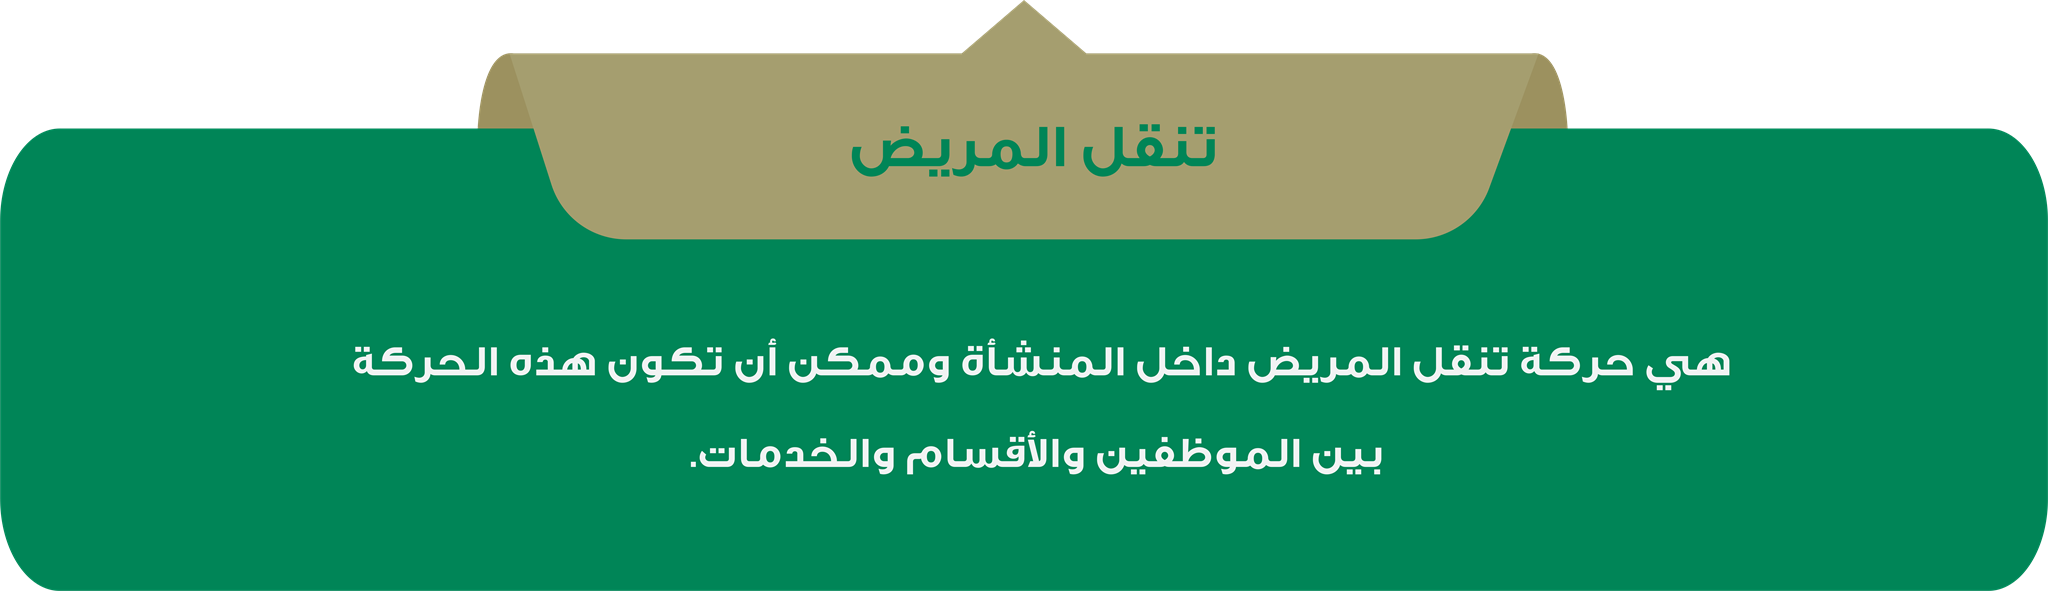 تنقل المريض
هي حركة تنقل المريض داخل المنشأة وممكن أن تكون هذه الحركة
بين الموظفين والأقسام والخدمات.